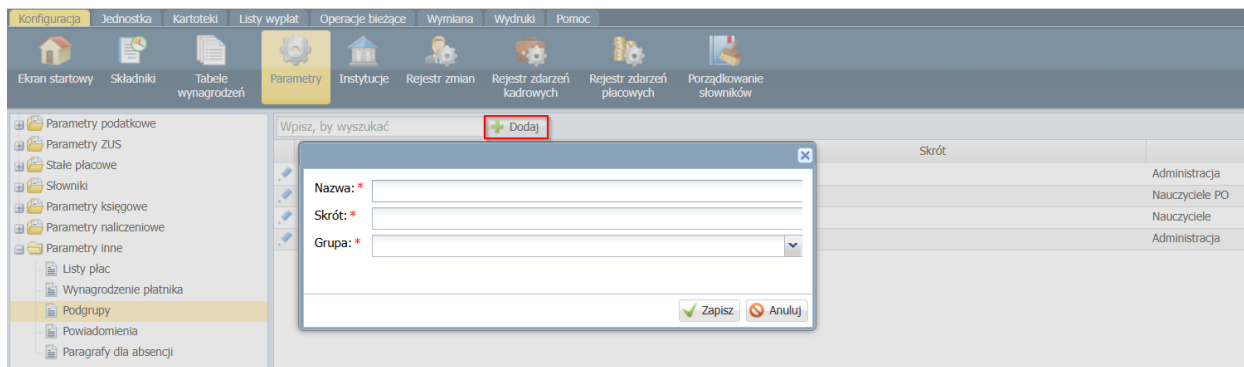 Konfiguracja Jednostka Kartoteki Listy wypłat Operacje bieżące Wymiana Wydruki Pomoc
Ekran startowy Składniki Tabele wynagrodzeń Parametry Instytucje Rejestr zmian Rejestr zdarzeń kadrowych Rejestr zdarzeń płacowych Porządkowanie słowników
Parametry podatkowe
Parametry ZUS
Stałe płacowe
Słowniki
Parametry księgowe
Parametry naliczeniowe
Parametry inne
Listy płac
Wynagrodzenie płatnika
Podgrupy
Powiadomienia
Paragrafy dla absencji
Wpisz, by wyszukać Dodaj
Skrót
Administracja
Nauczyciele PO
Nauczyciele
Administracja
Nazwa: *
Skrót: *
Grupa: *
Zapisz Anuluj